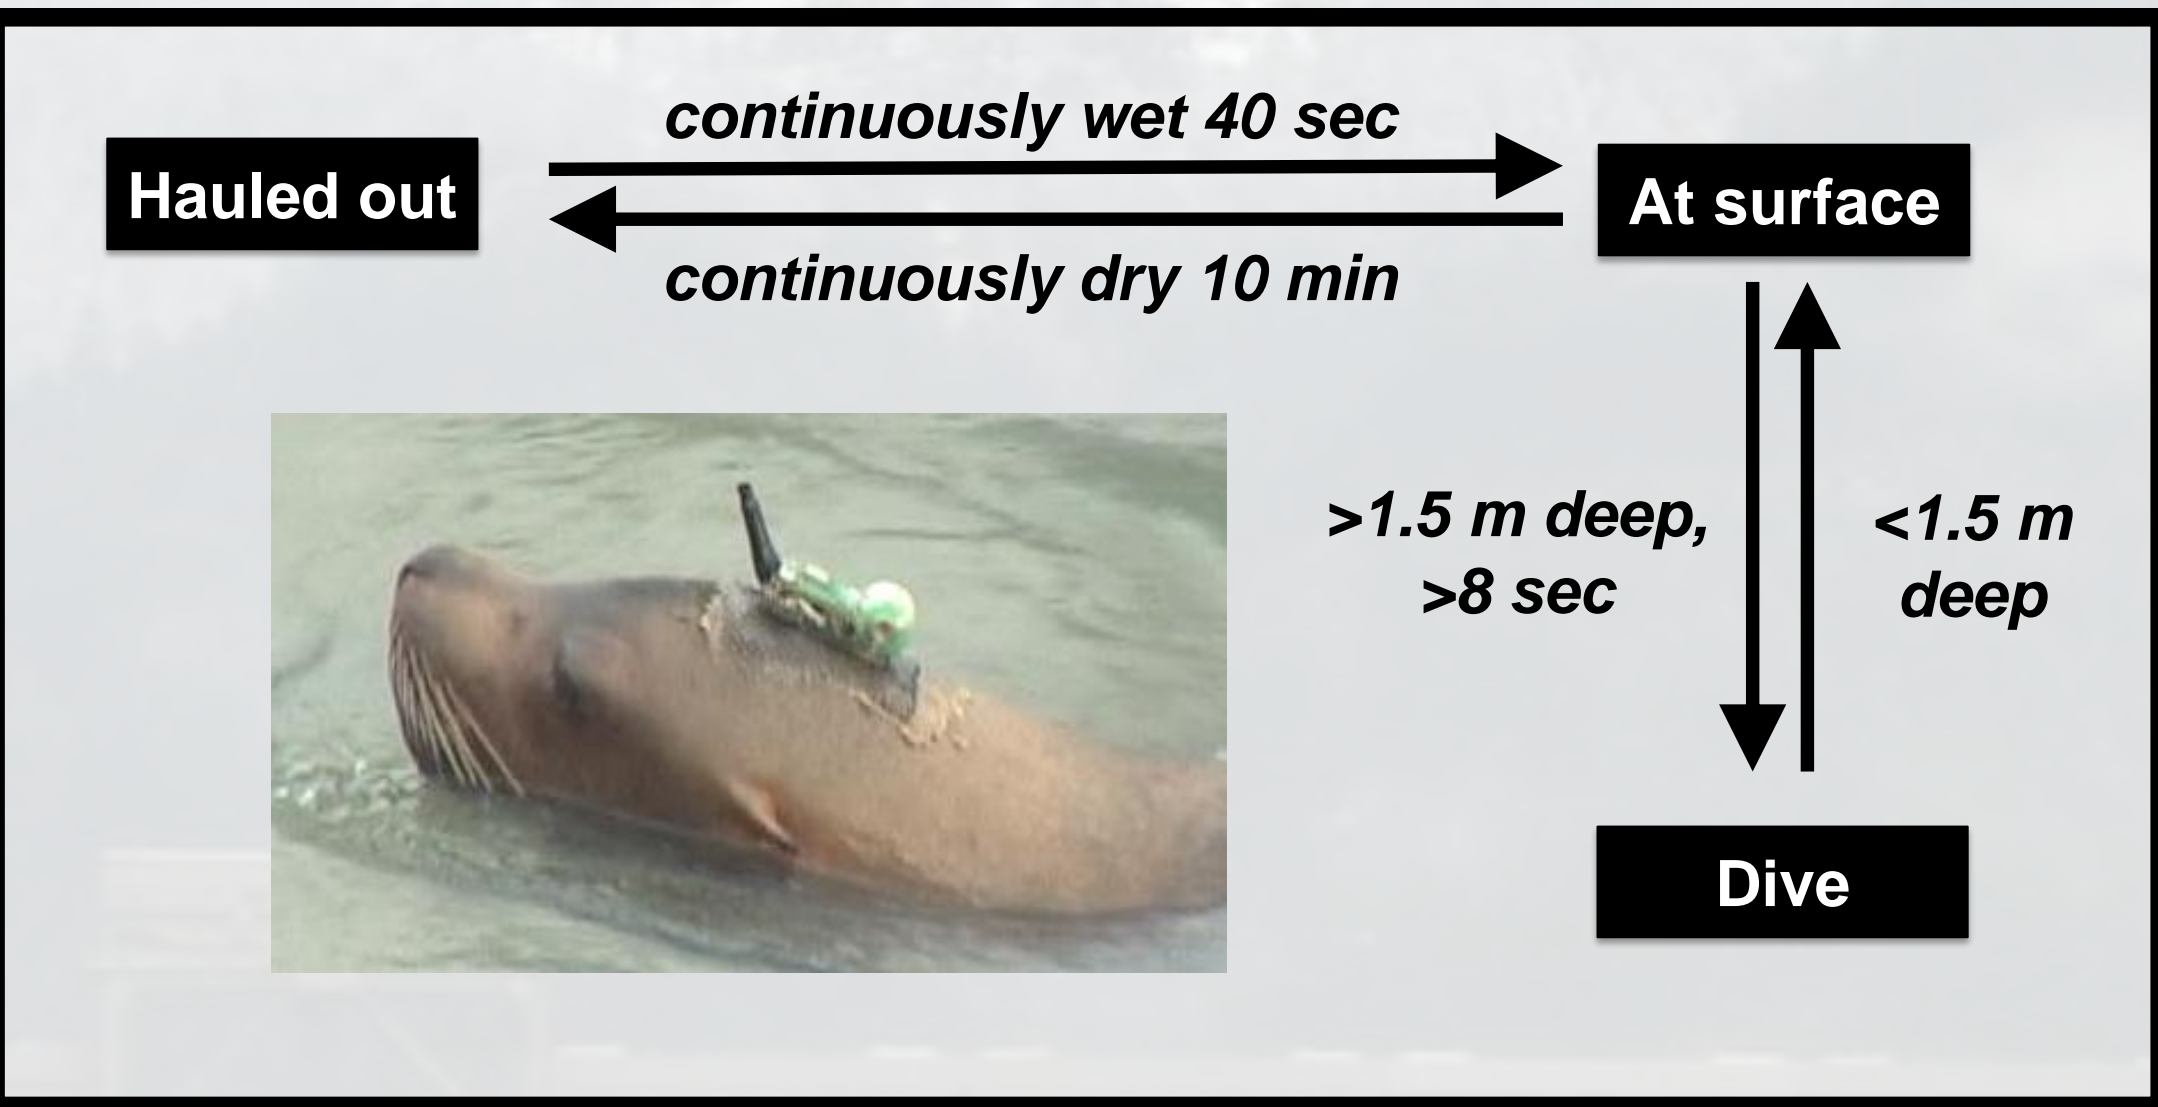 continuously wet 40 sec
Hauled out
At surface
continuously dry 10 min
>1.5 m deep,
>8 sec
<1.5 m
deep
Dive